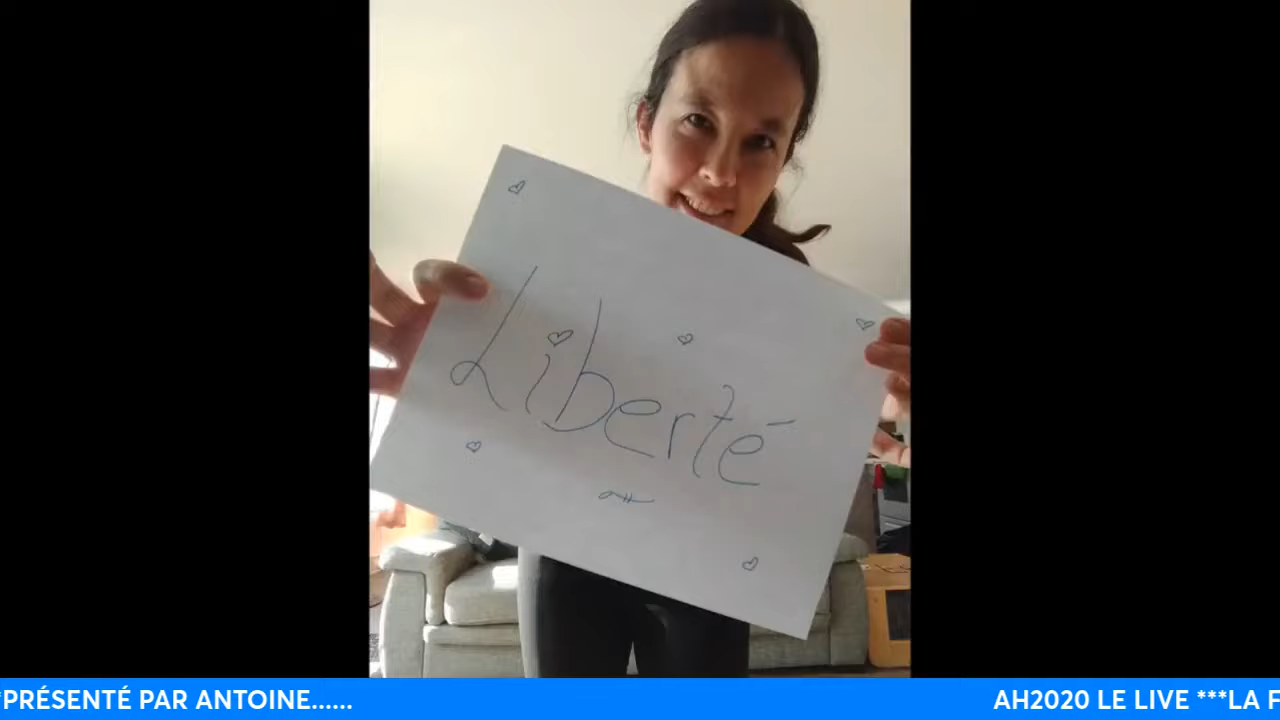 Liberté
PRÉSENTÉ PAR ANTOINE...... AH2020 LE LIVE ***LA F